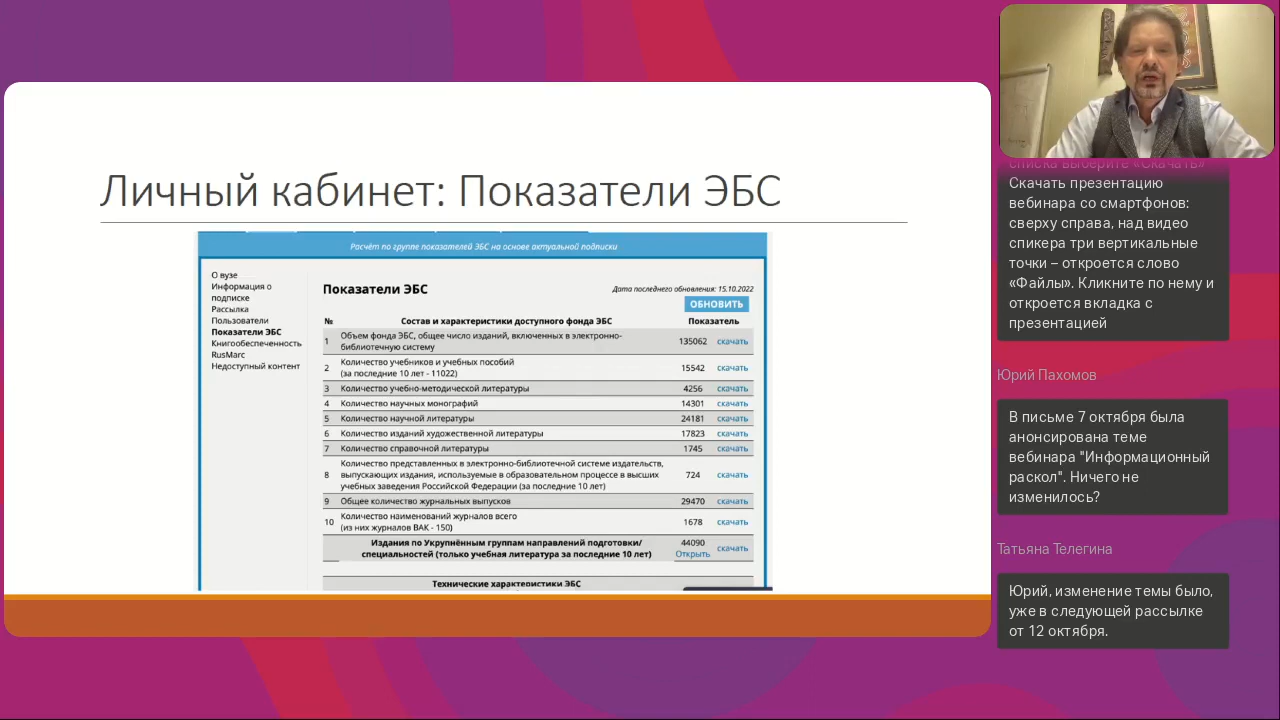 Личный кабинет: Показатели ЭБС
Расчёт по группе показателей ЭБС на основе актуальной подписки
О вузе
Информация о
подписке
Рассылка
Пользователи
Показатели ЭБС
Книгообеспеченность
RusMarc
Недоступный контент
Показатели ЭБС
Дата последнего обновления: 15.10.2022
ОБНОВИТЬ
№ Состав и характеристики доступного фонда ЭБС Показатель
1 Объем фонда ЭБС, общее число изданий, включенных в электронно-
библиотечную систему 135062 скачать
2 Количество учебников и учебных пособий
(за последние 10 лет - 11022) 15542 скачать
3 Количество учебно-методической литературы 4256 скачать
4 Количество научных монографий 14301 скачать
5 Количество научной литературы 24181 скачать
6 Количество изданий художественной литературы 17823 скачать
7 Количество справочной литературы 1745 скачать
8 Количество представленных в электронно-библиотечной системе издательств,
выпускающих издания, используемые в образовательном процессе в высших
учебных заведения Российской Федерации (за последние 10 лет) 724 скачать
9 Общее количество журнальных выпусков 29470 скачать
10 Количество наименований журналов всего
(из них журналов ВАК - 150) 1678 скачать
Издания по Укрупнённым группам направлений подготовки/
специальностей (только учебная литература за последние 10 лет) 44090
Открыть скачать
Технические характеристики ЭБС
списка выберите «Скачать»
Скачать презентацию
вебинара со смартфонов:
сверху справа, над видео
спикера три вертикальные
точки – откроется слово
«Файлы». Кликните по нему и
откроется вкладка с
презентацией
Юрий Пахомов
В письме 7 октября была
анонсирована теме
вебинара "Информационный
раскол". Ничего не
изменилось?
Татьяна Телегина
Юрий, изменение темы было,
уже в следующей рассылке
от 12 октября.